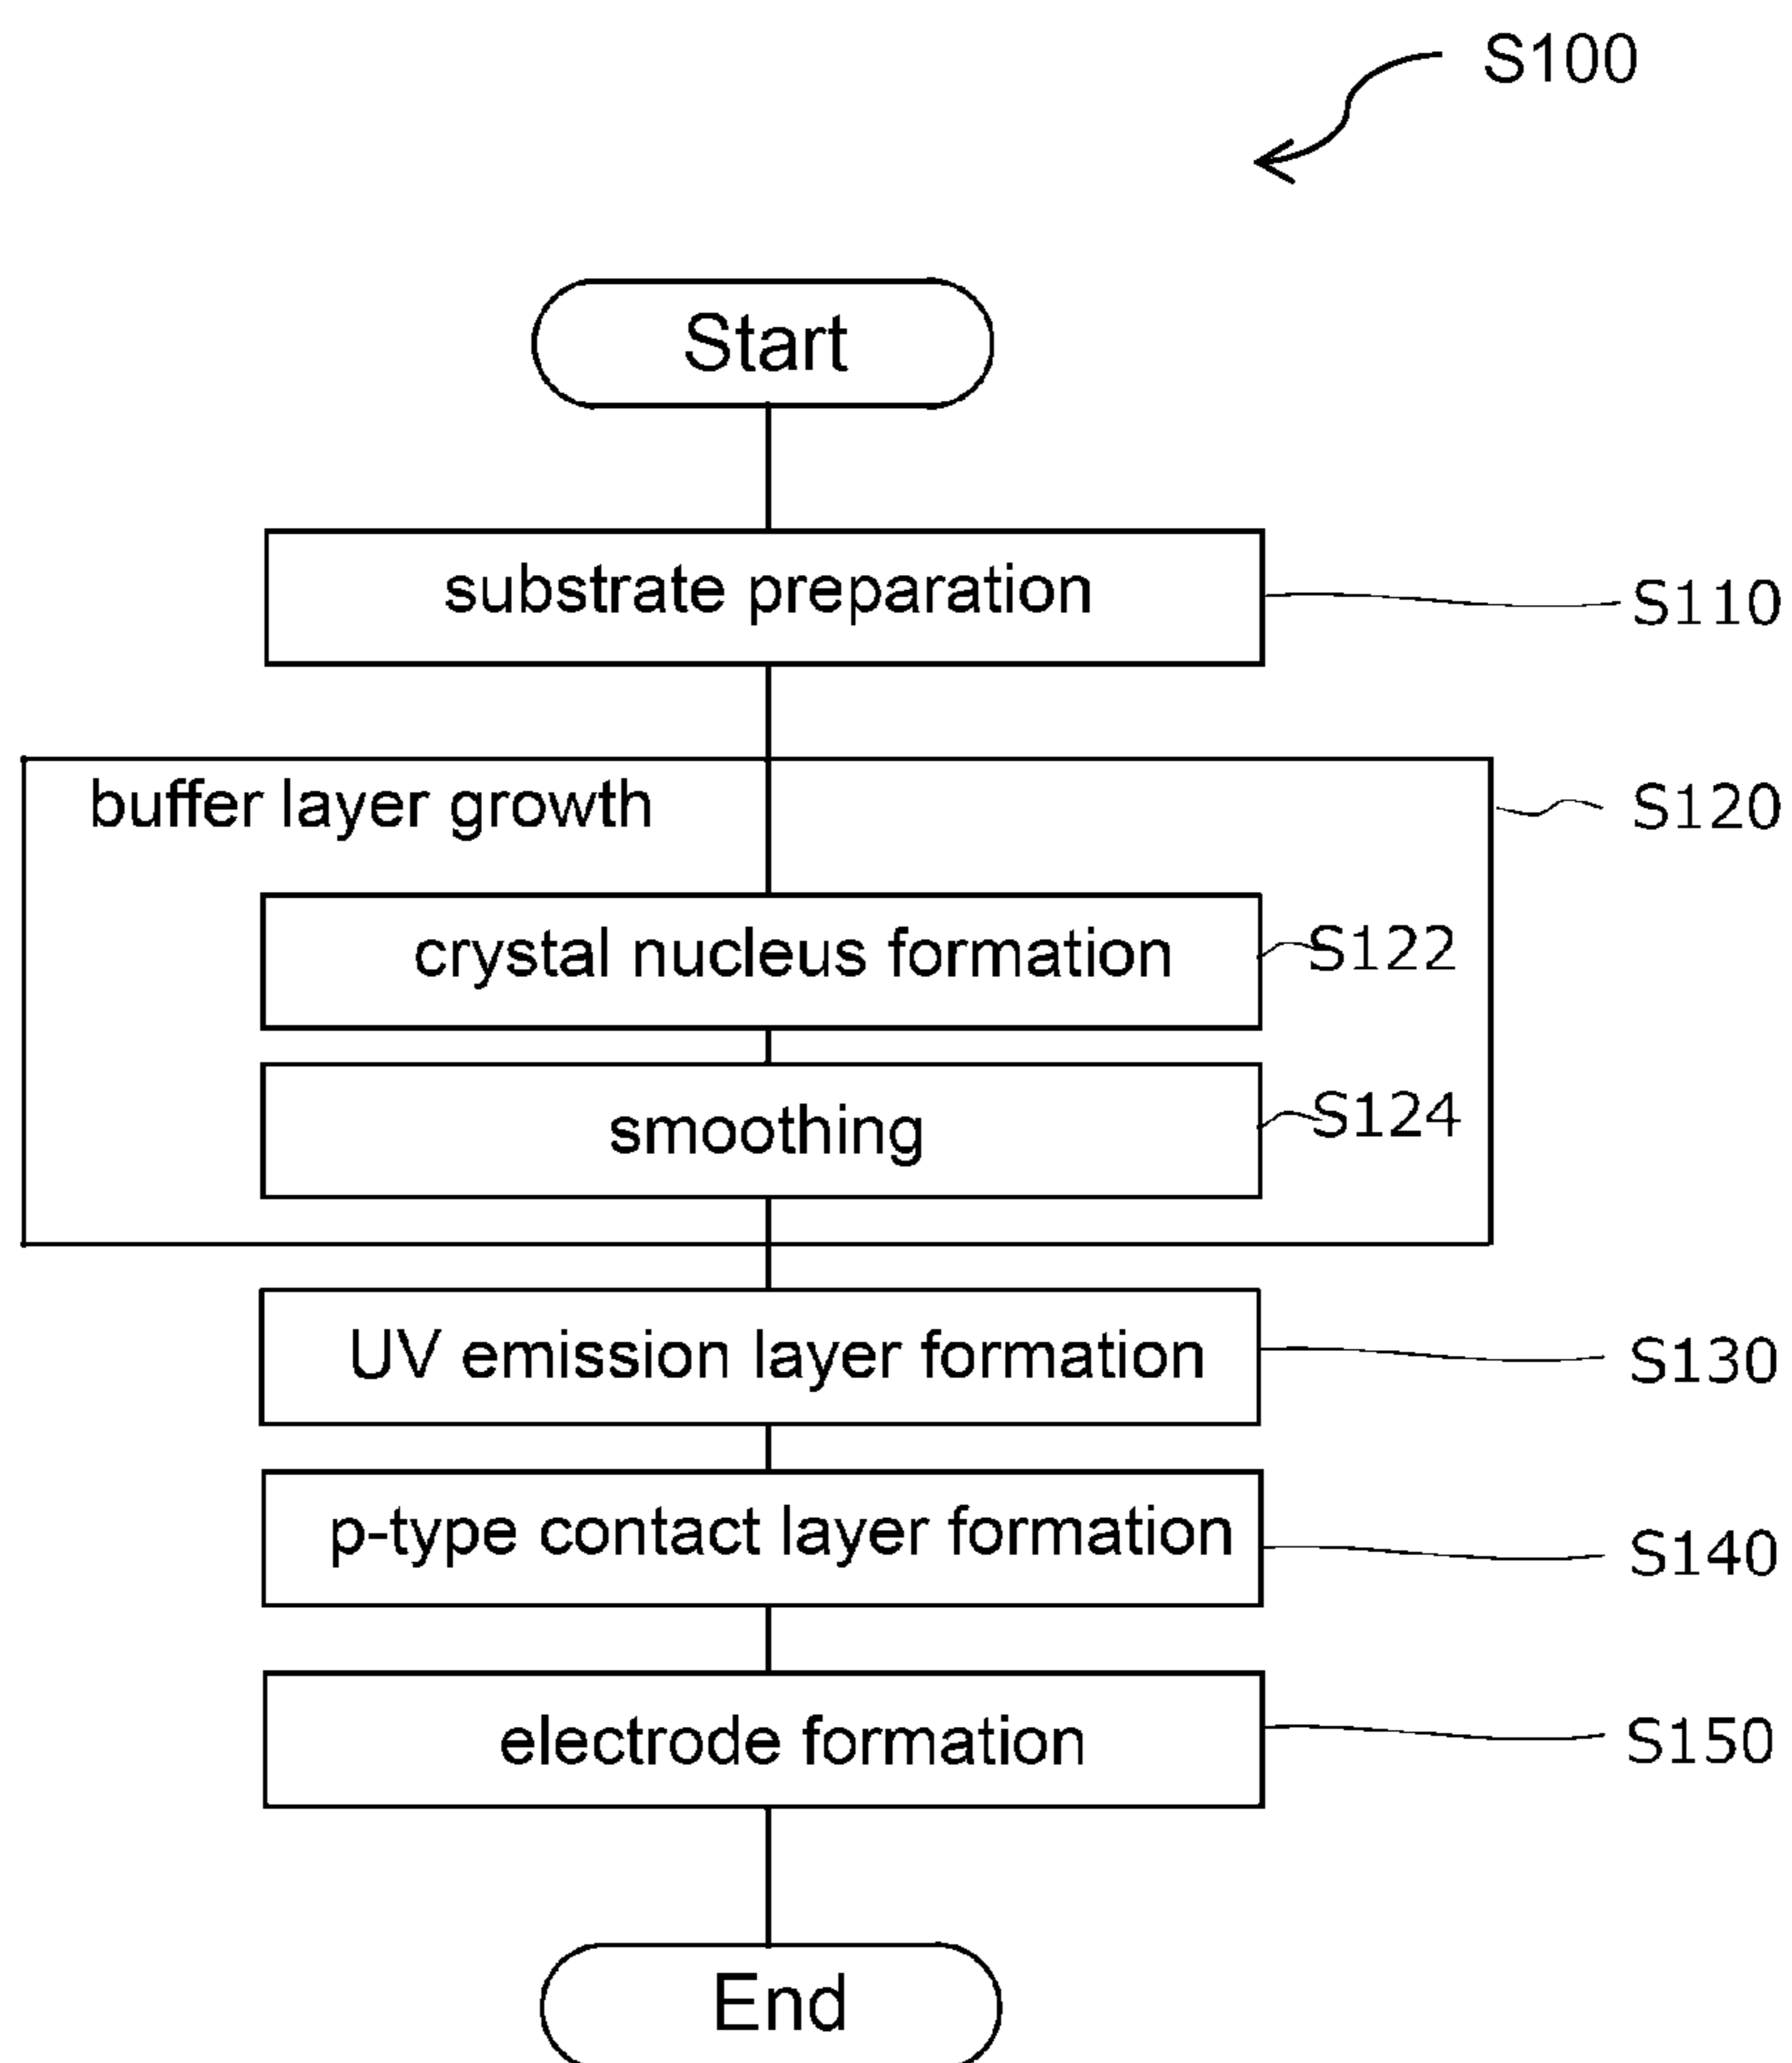 S100
Start
substrate preparation
S110
buffer layer growth
S120
crystal nucleus formation
S122
smoothing
S124
UV emission layer formation
S130
p-type contact layer formation
S140
electrode formation
S150
End